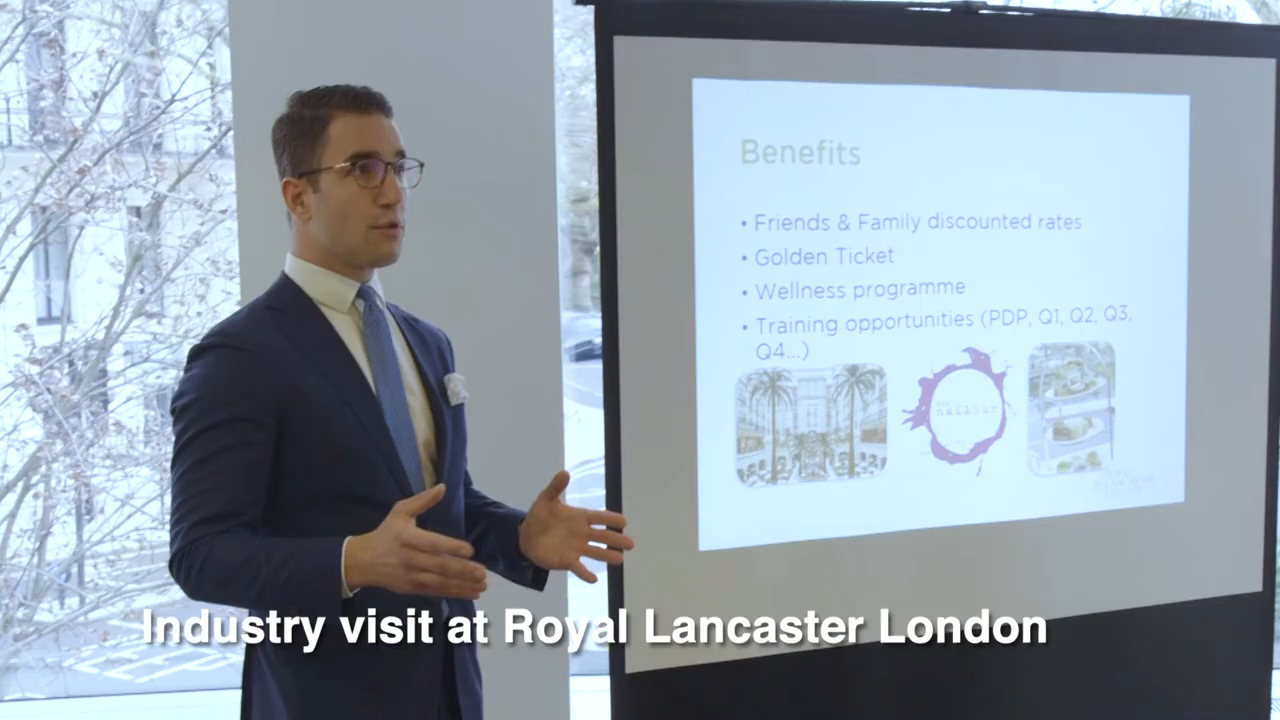 Benefits
• Friends & Family discounted rates
• Golden Ticket
• Wellness programme
• Training opportunities (PDP, Q1, Q2, Q3,
Q4...)
nailbar
Industry visit at Royal Lancaster London